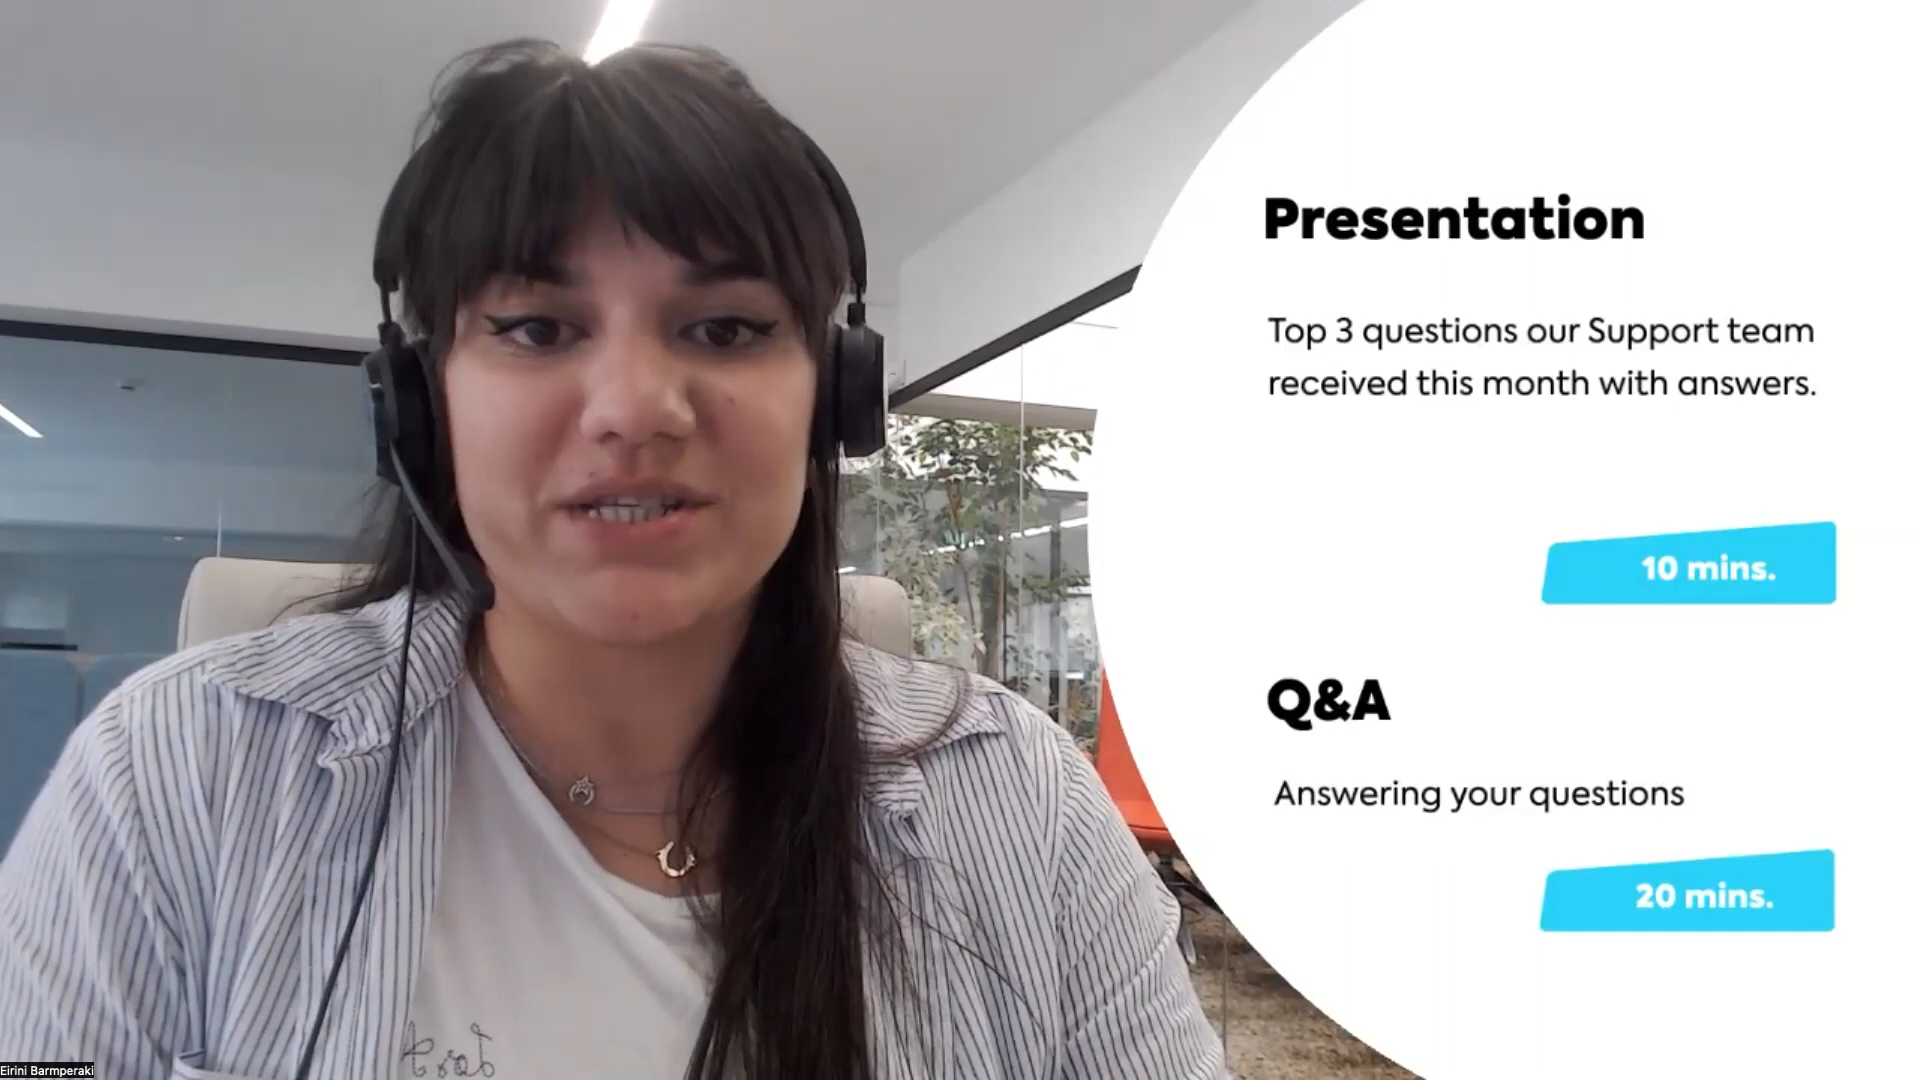 Presentation
Top 3 questions our Support team
received this month with answers.
10 mins.
Q&A
Answering your questions
20 mins.
Eirini Barmperaki